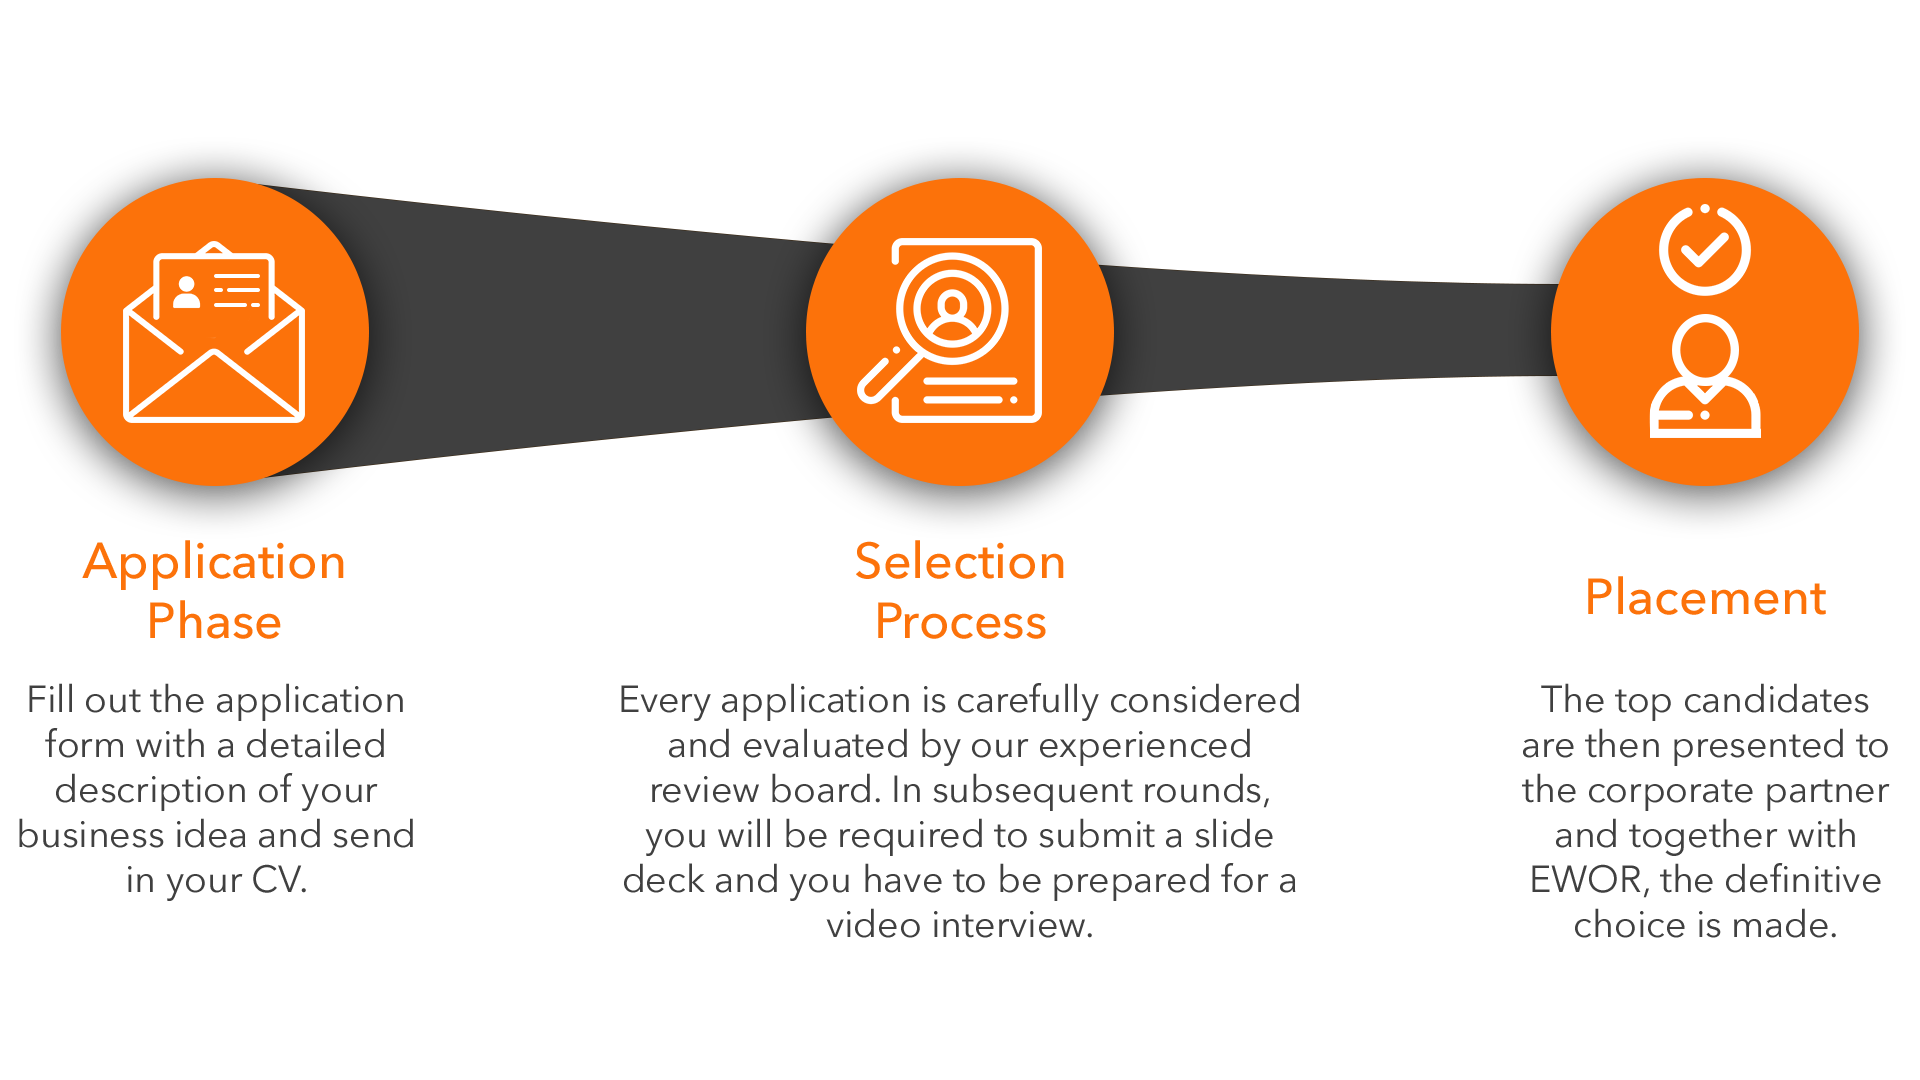 Application
Phase
Fill out the application
form with a detailed
description of your
business idea and send
in your CV.
Selection
Process
Every application is carefully considered
and evaluated by our experienced
review board. In subsequent rounds,
you will be required to submit a slide
deck and you have to be prepared for a
video interview.
Placement
The top candidates
are then presented to
the corporate partner
and together with
EWOR, the definitive
choice is made.